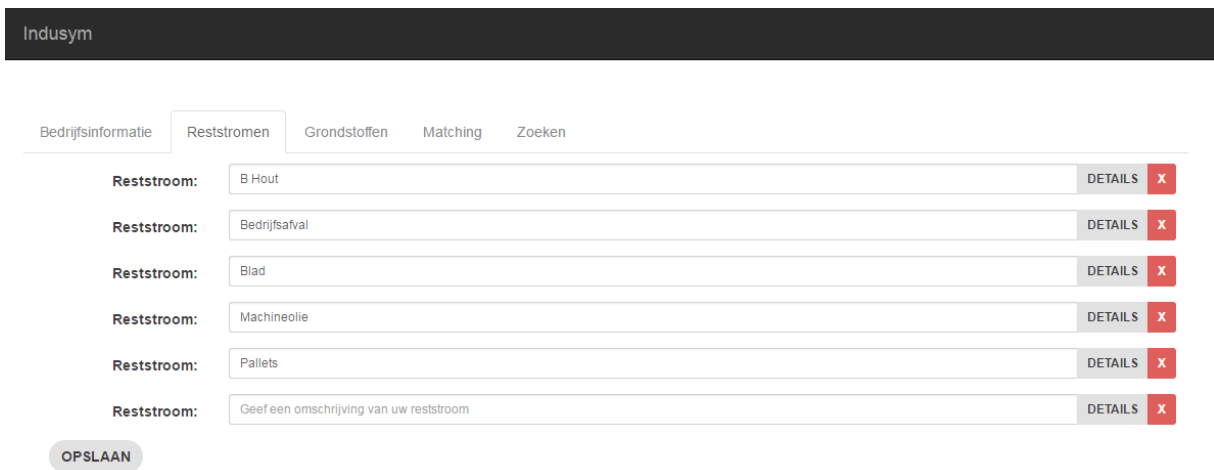 Indusym
Bedrijfsinformatie Reststromen Grondstoffen Matching Zoeken
Reststroom: B Hout DETAILS X
Reststroom: Bedrijfsafval DETAILS X
Reststroom: Blad DETAILS X
Reststroom: Machineolie DETAILS X
Reststroom: Pallets DETAILS X
Reststroom: Geef een omschrijving van uw reststroom DETAILS X
OPSLAAN